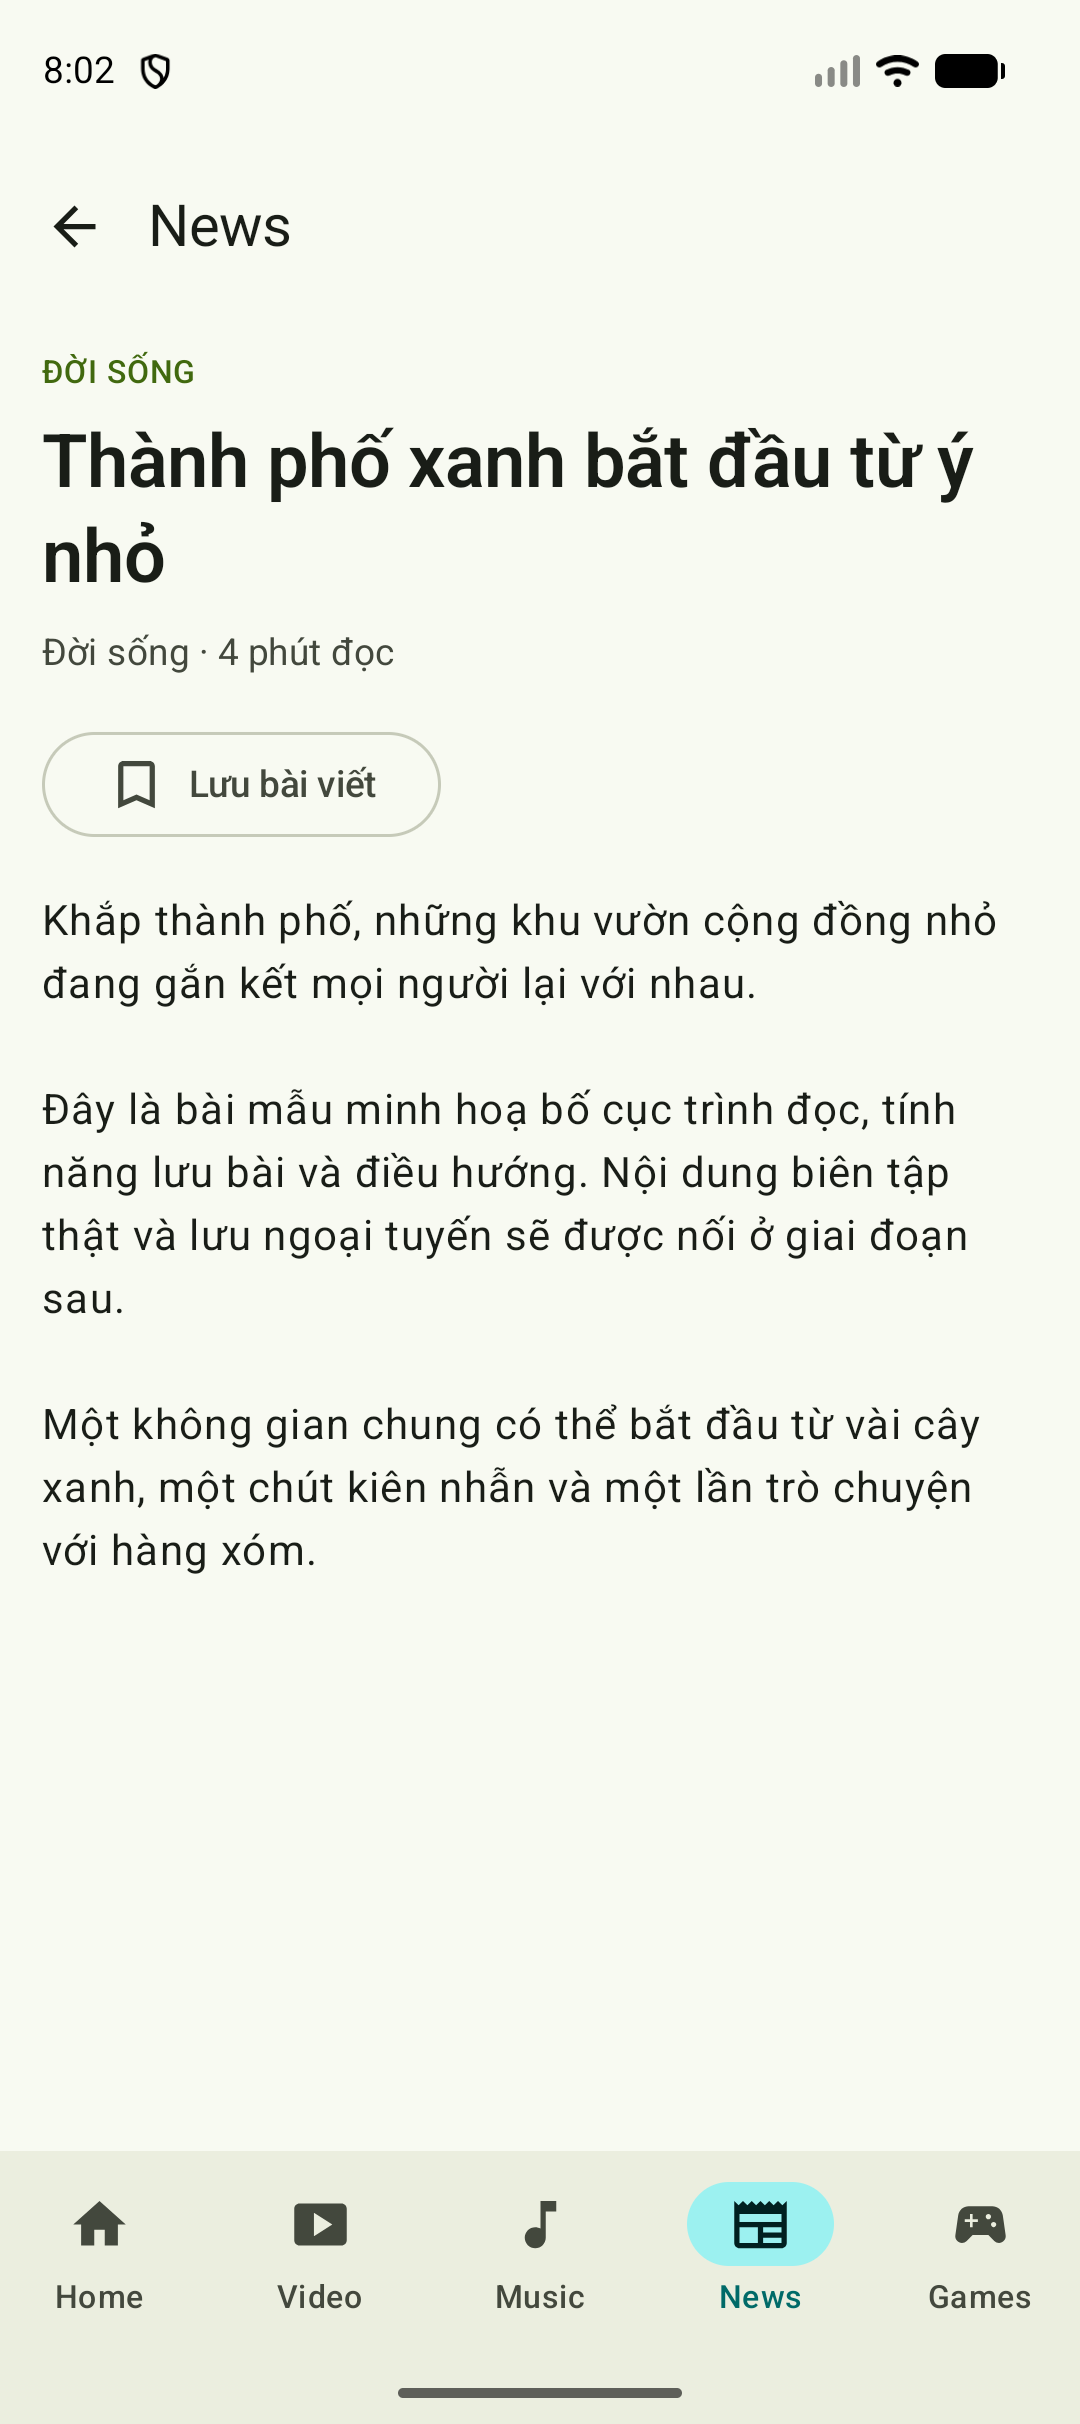 8:02
News
ĐỜI SỐNG
Thành phố xanh bắt đầu từ ý
nhỏ
Đời sống · 4 phút đọc
Lưu bài viết
Khắp thành phố, những khu vườn cộng đồng nhỏ
đang gắn kết mọi người lại với nhau.
Đây là bài mẫu minh hoạ bố cục trình đọc, tính
năng lưu bài và điều hướng. Nội dung biên tập
thật và lưu ngoại tuyến sẽ được nối ở giai đoạn
sau.
Một không gian chung có thể bắt đầu từ vài cây
xanh, một chút kiên nhẫn và một lần trò chuyện
với hàng xóm.
Home
Video
Music
News
Games